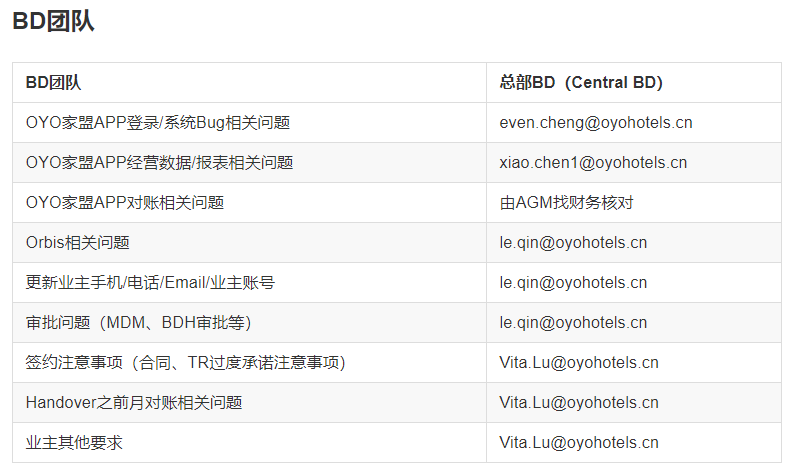 BD团队
BD团队 总部BD（Central BD）
OYO家盟APP登录/系统Bug相关问题 even.cheng@oyohotels.cn
OYO家盟APP经营数据/报表相关问题 xiao.chen1@oyohotels.cn
OYO家盟APP对账相关问题 由AGM找财务核对
Orbis相关问题 le.qin@oyohotels.cn
更新业主手机/电话/Email/业主账号 le.qin@oyohotels.cn
审批问题（MDM、BDH审批等） le.qin@oyohotels.cn
签约注意事项（合同、TR过度承诺注意事项） Vita.Lu@oyohotels.cn
Handover之前月对账相关问题 Vita.Lu@oyohotels.cn
业主其他要求 Vita.Lu@oyohotels.cn